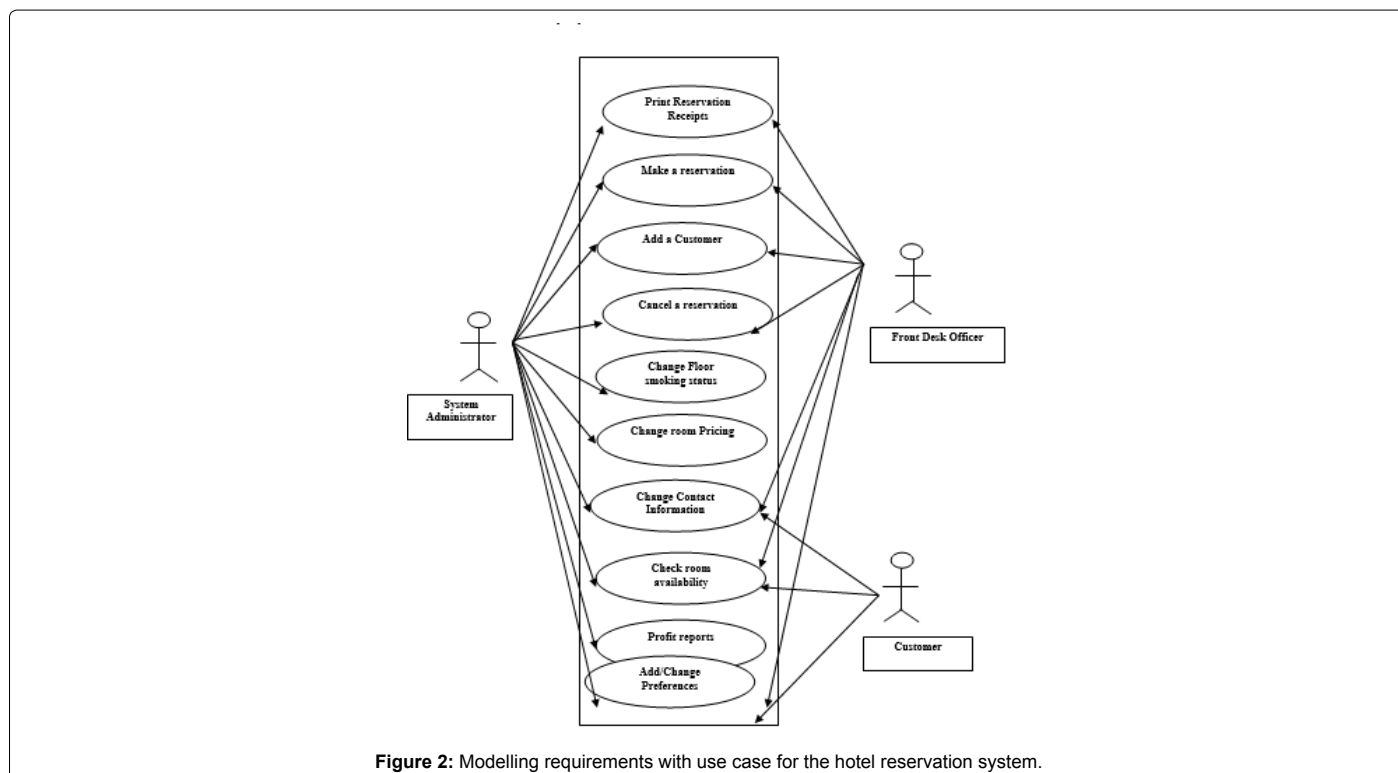 Print Reservation
Receipts
Make a reservation
Add a Customer
Cancel a reservation
Change Floor
smoking status
Change room Pricing
Change Contact
Information
Check room
availability
Profit reports
Add/Change
Preferences
System
Administrator
Front Desk Officer
Customer
Figure 2: Modelling requirements with use case for the hotel reservation system.